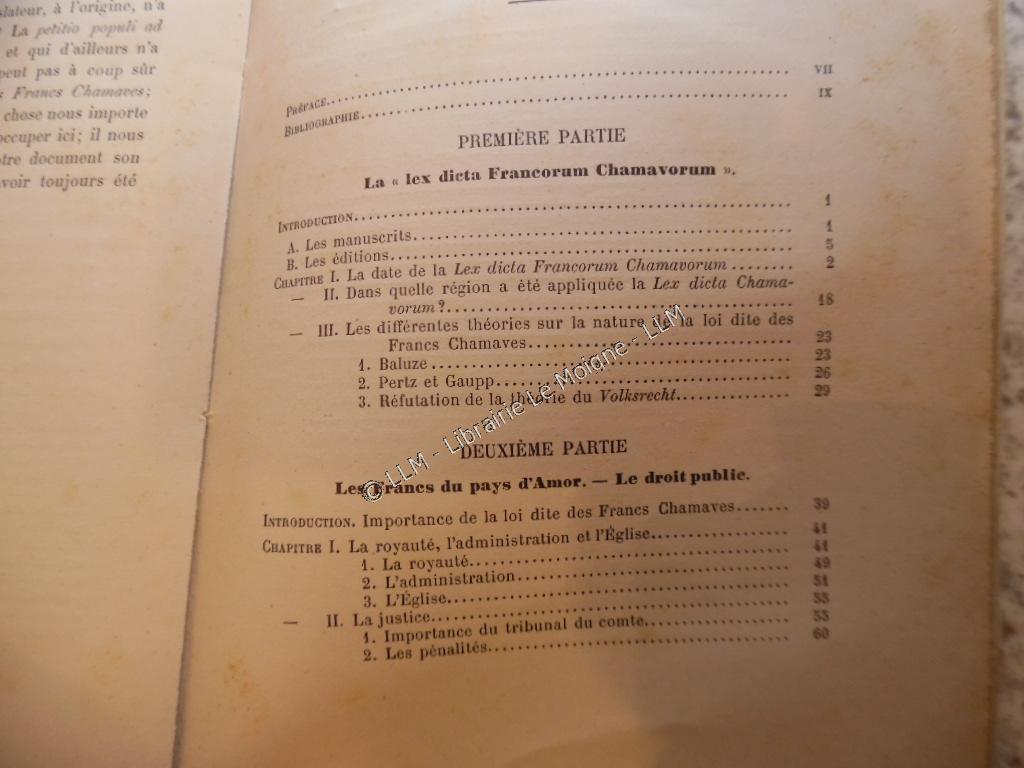 slateur, à l'origine, n'a
La petitio populi ad
et qui d'ailleurs n'a
peut pas à coup sûr
Francs Chamaves;
chose nous importe
occuper ici; il nous
otre document son
voir toujours été
PRÉFACE VII
BIBLIOGRAPHIE IX
PREMIÈRE PARTIE
La « lex dicta Francorum Chamavorum ».
INTRODUCTION 1
A. Les manuscrits 1
B. Les éditions 5
CHAPITRE I. La date de la Lex dicta Francorum Chamavorum 2
— II. Dans quelle région a été appliquée la Lex dicta Chama-
vorum? 18
— III. Les différentes théories sur la nature de la loi dite des
Francs Chamaves 23
1. Baluze 23
2. Pertz et Gaupp 26
3. Réfutation de la théorie du Volksrecht 29
DEUXIÈME PARTIE
Les Francs du pays d'Amor. — Le droit public.
INTRODUCTION. Importance de la loi dite des Francs Chamaves 39
CHAPITRE I. La royauté, l'administration et l'Église 41
1. La royauté 41
2. L'administration 49
3. L'Église 51
— II. La justice 53
1. Importance du tribunal du comte 53
2. Les pénalités 60
© LLM - Librairie Le Moigne - LLM